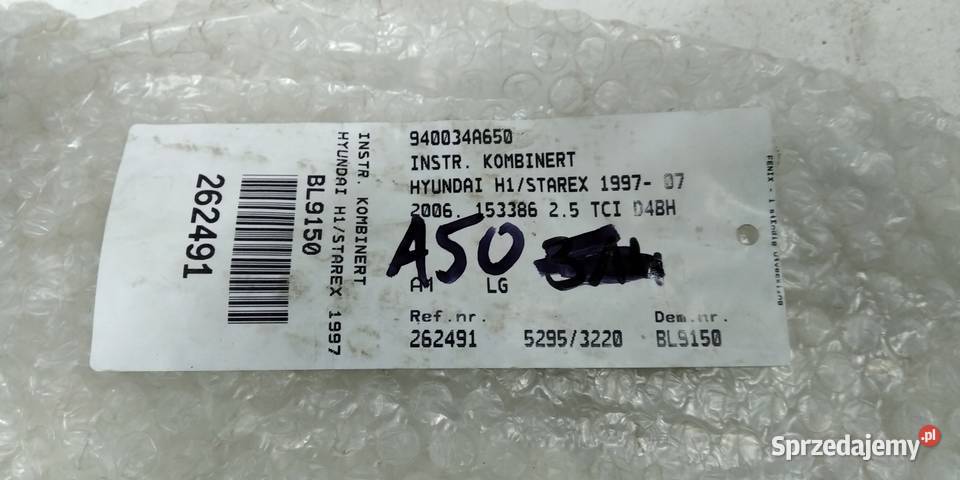 940034A650
INSTR. KOMBINERT
HYUNDAI H1/STAREX 1997- 07
2006. 153386 2.5 TCI D4BH
A50
AM LG
Ref.nr. Dem.nr.
262491 5295/3220 BL9150
INSTR. KOMBINERT
HYUNDAI H1/STAREX 1997
BL9150
262491
FENIX - i
Sprzedajemy.pl